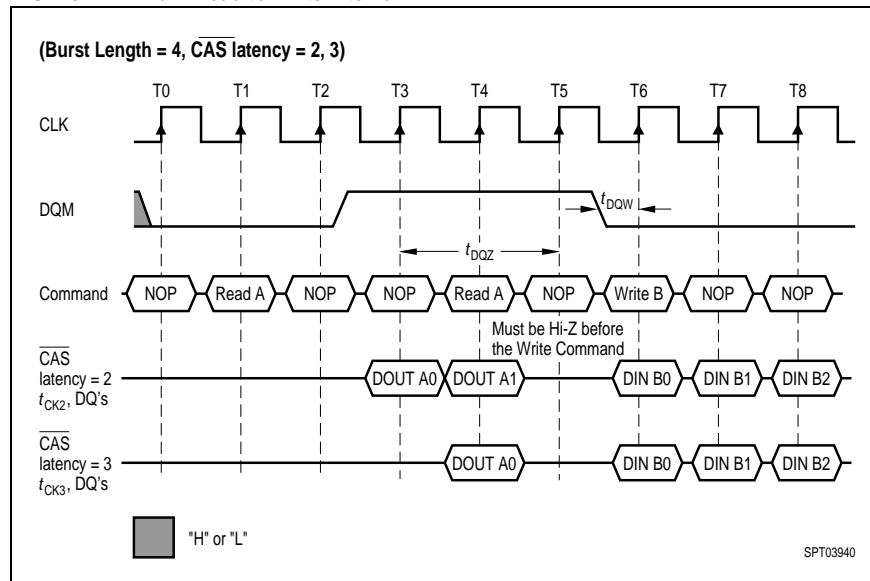 (Burst Length = 4, CAS latency = 2, 3)
T0 T1 T2 T3 T4 T5 T6 T7 T8
CLK
DQM
tDQW
tDQZ
Command NOP Read A NOP NOP Read A NOP Write B NOP NOP
Must be Hi-Z before
the Write Command
CAS
latency = 2
tCK2, DQ's
DOUT A0 DOUT A1 DIN B0 DIN B1 DIN B2
CAS
latency = 3
tCK3, DQ's
DOUT A0 DIN B0 DIN B1 DIN B2
"H" or "L"
SPT03940